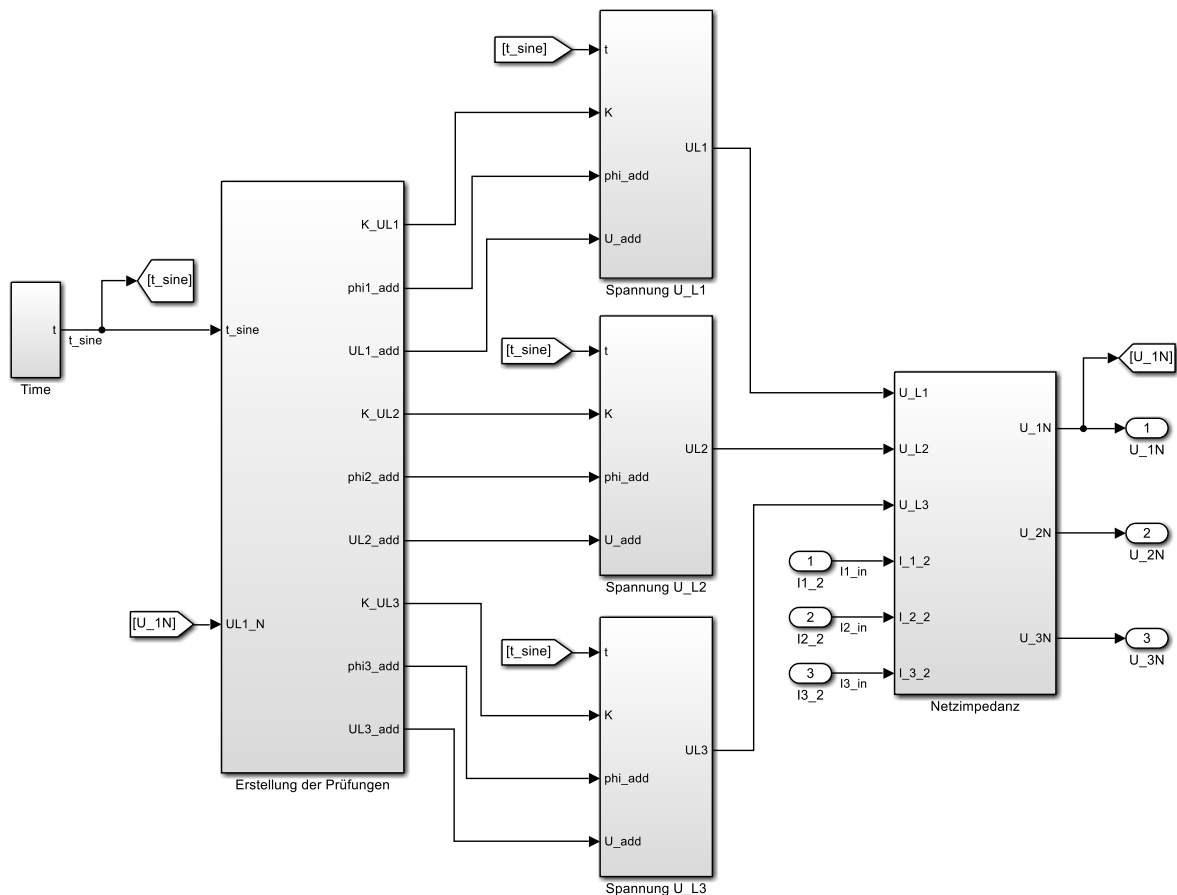 t
t_sine
Time
[t_sine]
t_sine
[U_1N]
UL1_N
K_UL1
phi1_add
UL1_add
K_UL2
phi2_add
UL2_add
K_UL3
phi3_add
UL3_add
Erstellung der Prüfungen
[t_sine]
t
K
phi_add
U_add
UL1
Spannung U_L1
[t_sine]
t
K
phi_add
U_add
UL2
Spannung U_L2
[t_sine]
t
K
phi_add
U_add
UL3
Spannung U_L3
1
I1_2
I1_in
2
I2_2
I2_in
3
I3_2
I3_in
U_L1
U_L2
U_L3
I_1_2
I_2_2
I_3_2
U_1N
U_2N
U_3N
Netzimpedanz
[U_1N]
1
U_1N
2
U_2N
3
U_3N